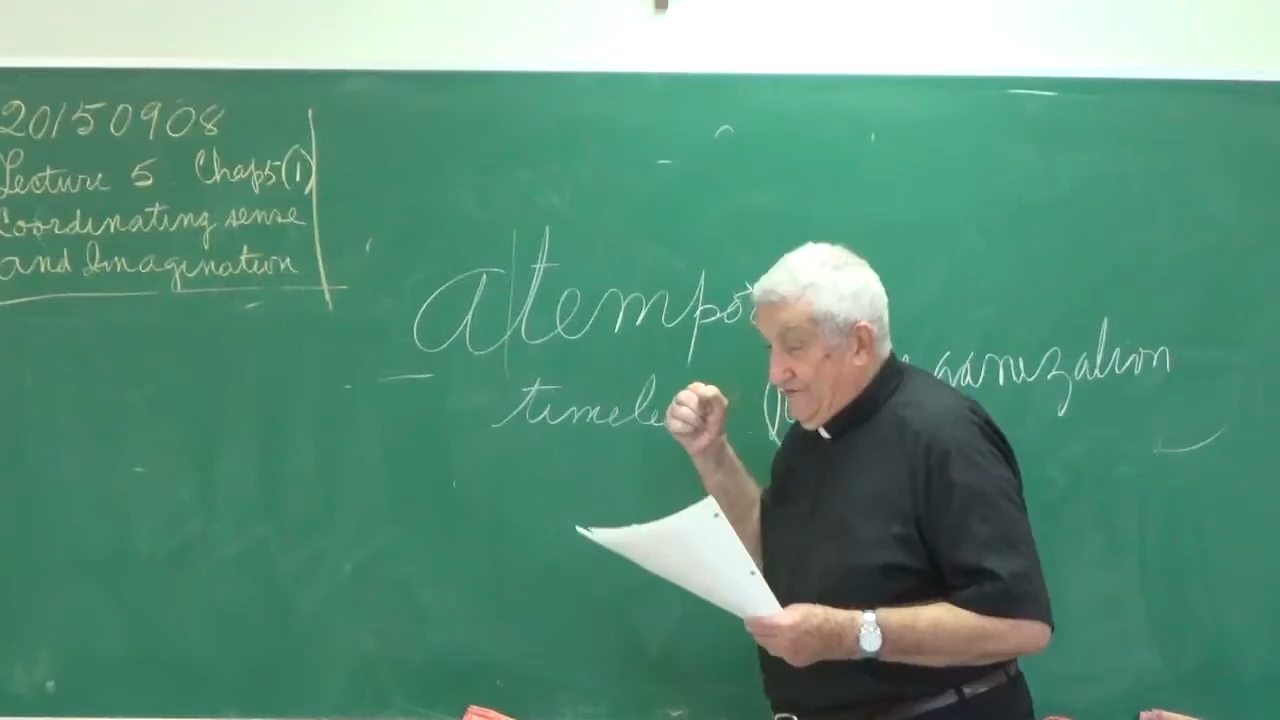 20150908
Lecture 5 Chap5(1)
Coordinating sense
and Imagination
atempo
timele
ganization